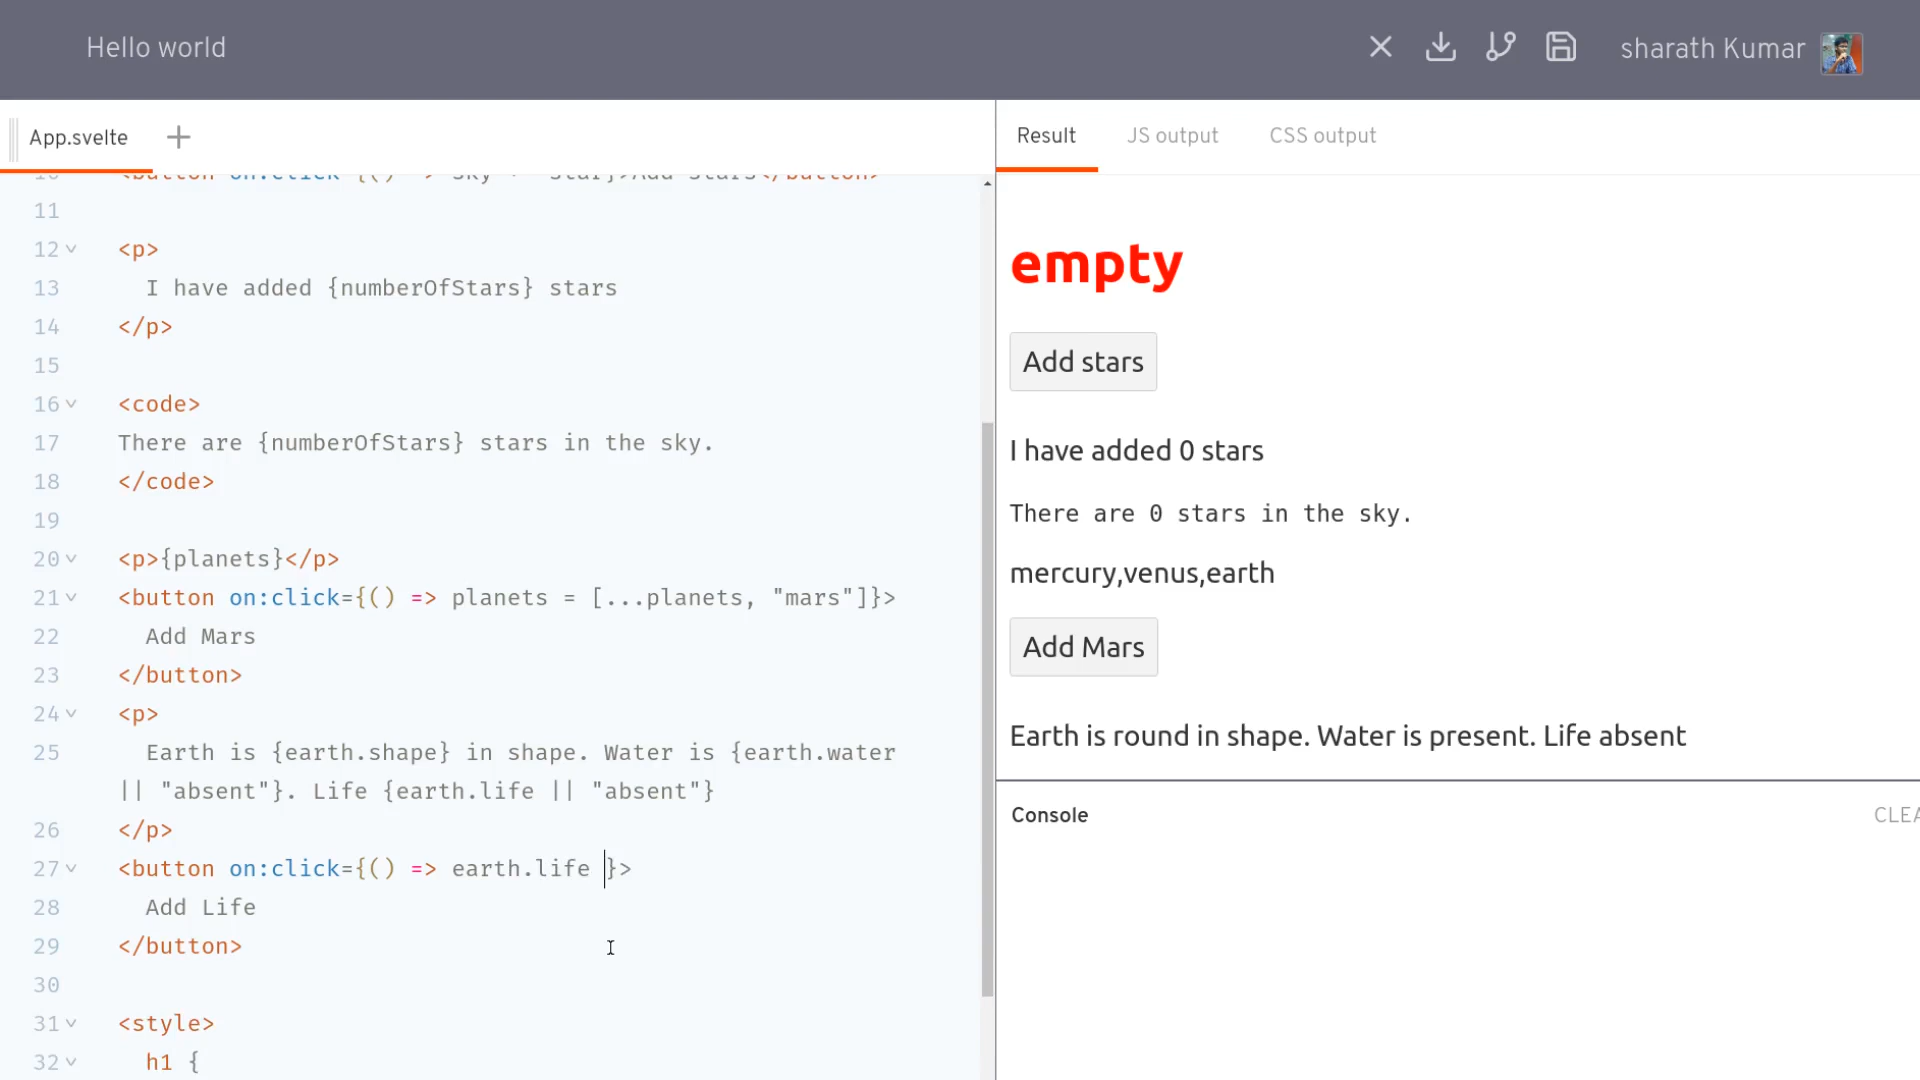 Hello world
sharath Kumar
App.svelte
Result
JS output
CSS output
11
12 <p>
13 I have added {numberOfStars} stars
14 </p>
15
16 <code>
17 There are {numberOfStars} stars in the sky.
18 </code>
19
20 <p>{planets}</p>
21 <button on:click={() => planets = [...planets, "mars"]}>
22 Add Mars
23 </button>
24 <p>
25 Earth is {earth.shape} in shape. Water is {earth.water
|| "absent"}. Life {earth.life || "absent"}
26 </p>
27 <button on:click={() => earth.life }>
28 Add Life
29 </button>
30
31 <style>
32 h1 {
empty
Add stars
I have added 0 stars
There are 0 stars in the sky.
mercury,venus,earth
Add Mars
Earth is round in shape. Water is present. Life absent
Console
CLEA